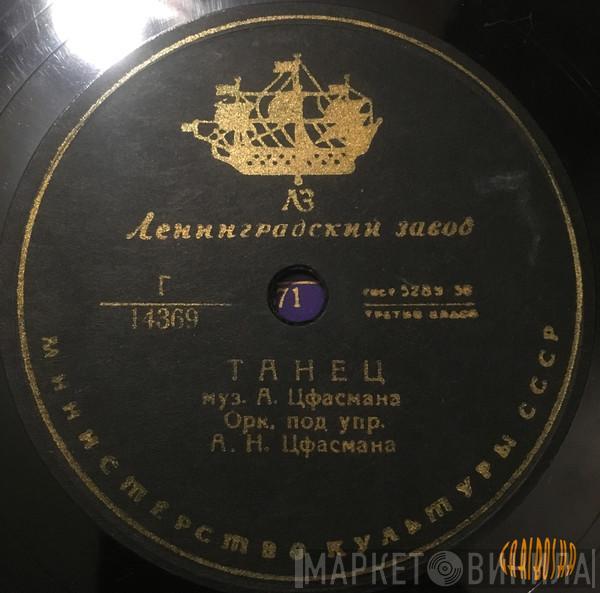 ЛЗ
Ленинградский завод
Г
14369
71
ГОСТ 5289-56
ТРЕТИЙ КЛАСС
ТАНЕЦ
муз. А. Цфасмана
Орк. под упр.
А. Н. Цфасмана
МИНИСТЕРСТВО КУЛЬТУРЫ СССР
МАРКЕТ ВИНИЛА